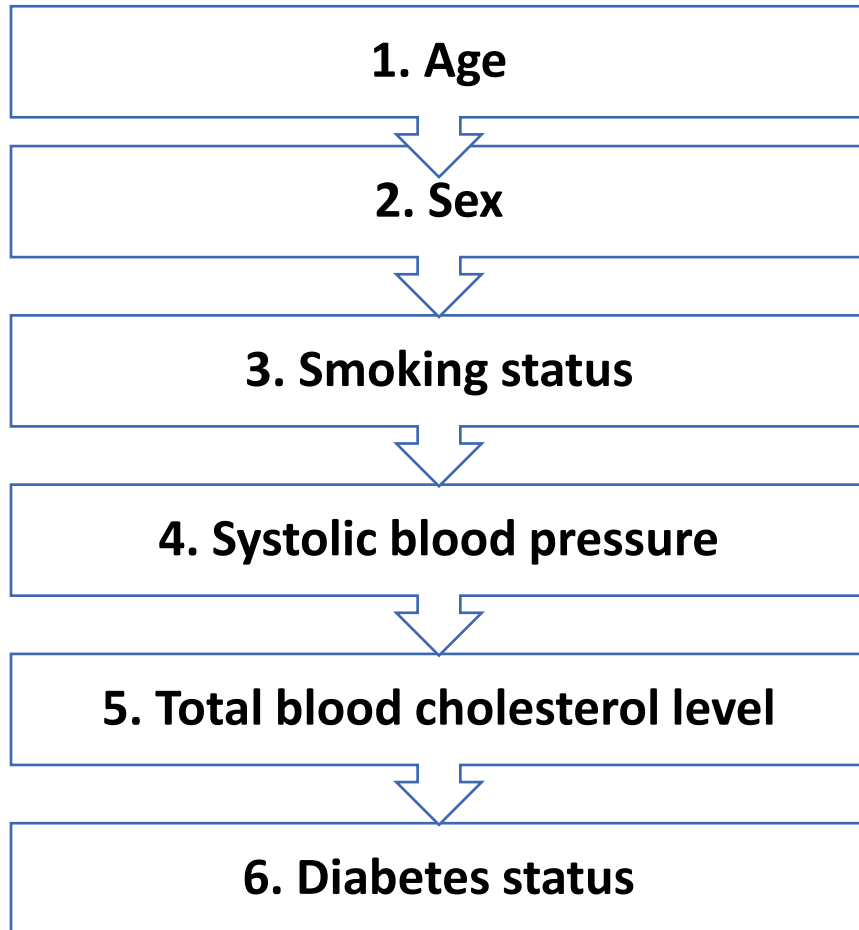 1. Age
2. Sex
3. Smoking status
4. Systolic blood pressure
5. Total blood cholesterol level
6. Diabetes status